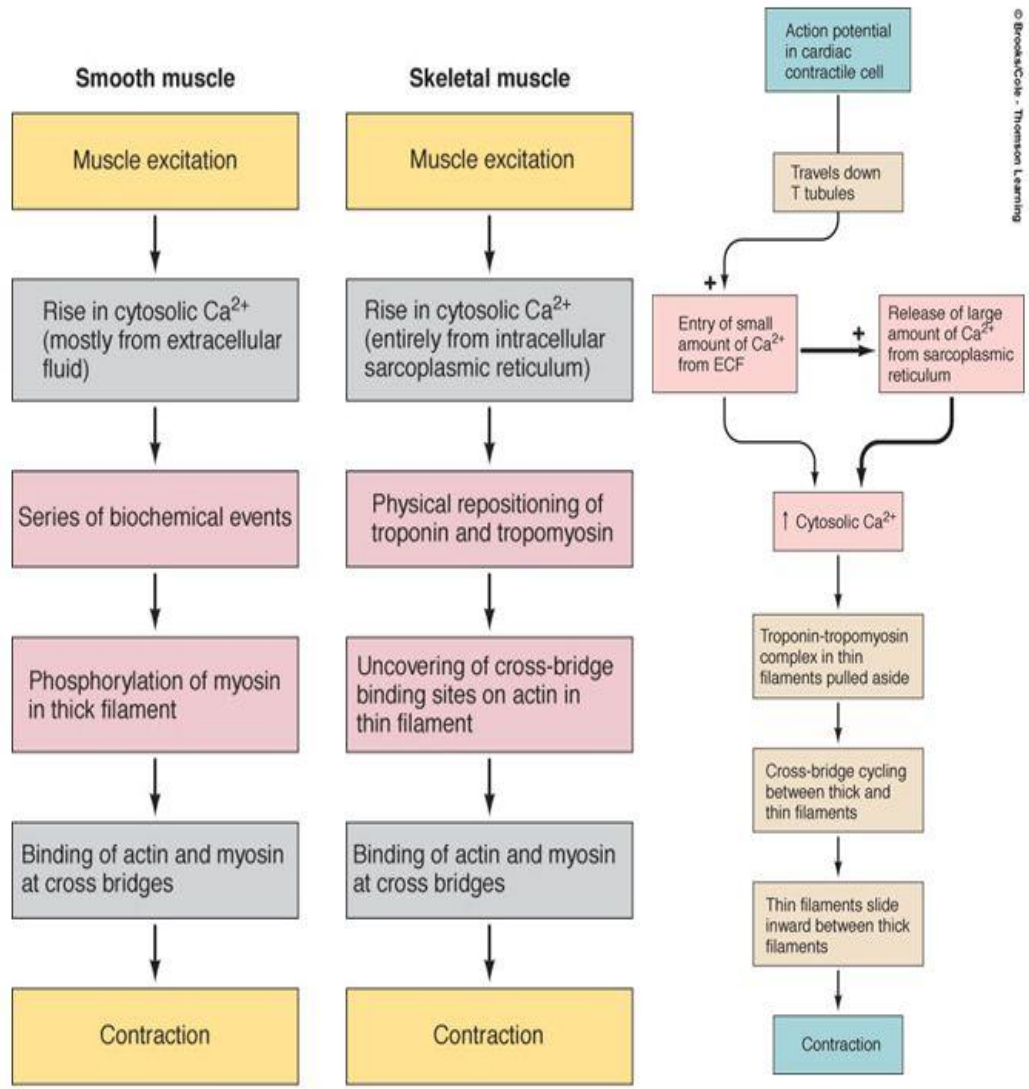 Smooth muscle
Muscle excitation
Rise in cytosolic Ca²⁺
(mostly from extracellular
fluid)
Series of biochemical events
Phosphorylation of myosin
in thick filament
Binding of actin and myosin
at cross bridges
Contraction
Skeletal muscle
Muscle excitation
Rise in cytosolic Ca²⁺
(entirely from intracellular
sarcoplasmic reticulum)
Physical repositioning of
troponin and tropomyosin
Uncovering of cross-bridge
binding sites on actin in
thin filament
Binding of actin and myosin
at cross bridges
Contraction
Action potential
in cardiac
contractile cell
Travels down
T tubules
+
Entry of small
amount of Ca²⁺
from ECF
+
Release of large
amount of Ca²⁺
from sarcoplasmic
reticulum
↑ Cytosolic Ca²⁺
Troponin-tropomyosin
complex in thin
filaments pulled aside
Cross-bridge cycling
between thick and
thin filaments
Thin filaments slide
inward between thick
filaments
Contraction
© Brooks/Cole - Thomson Learning